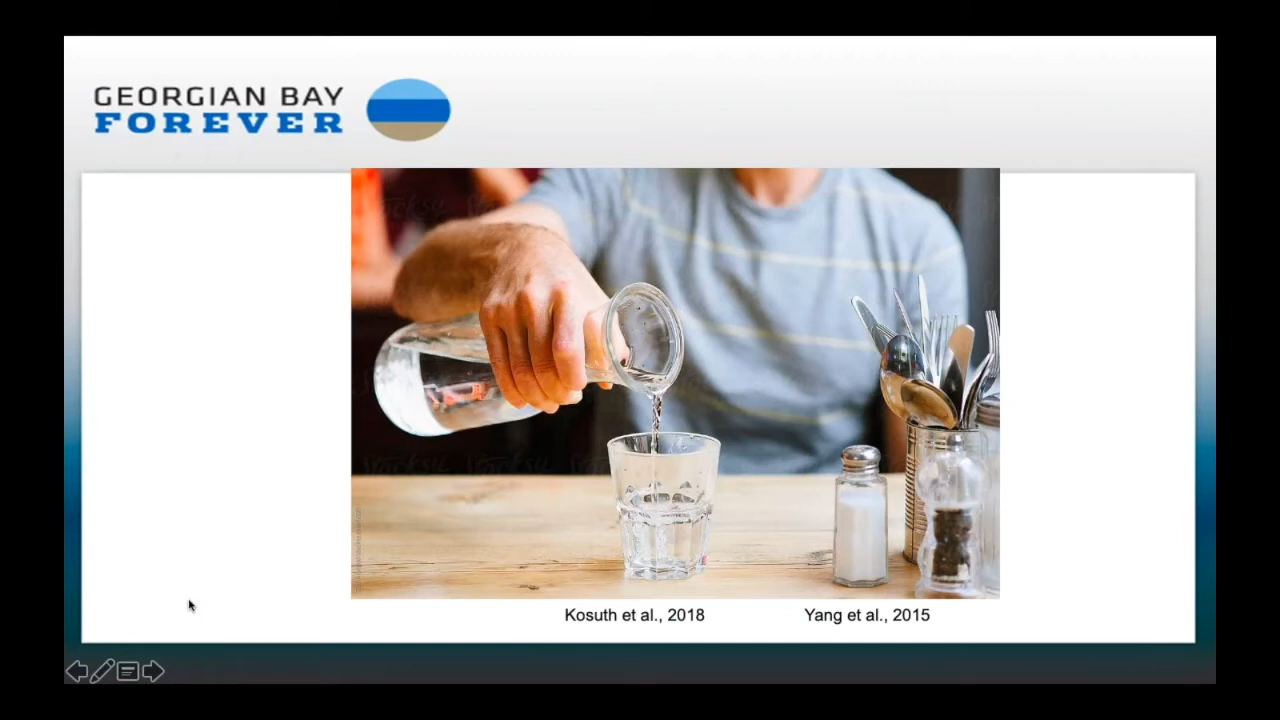 GEORGIAN BAY
FOREVER
Kosuth et al., 2018
Yang et al., 2015